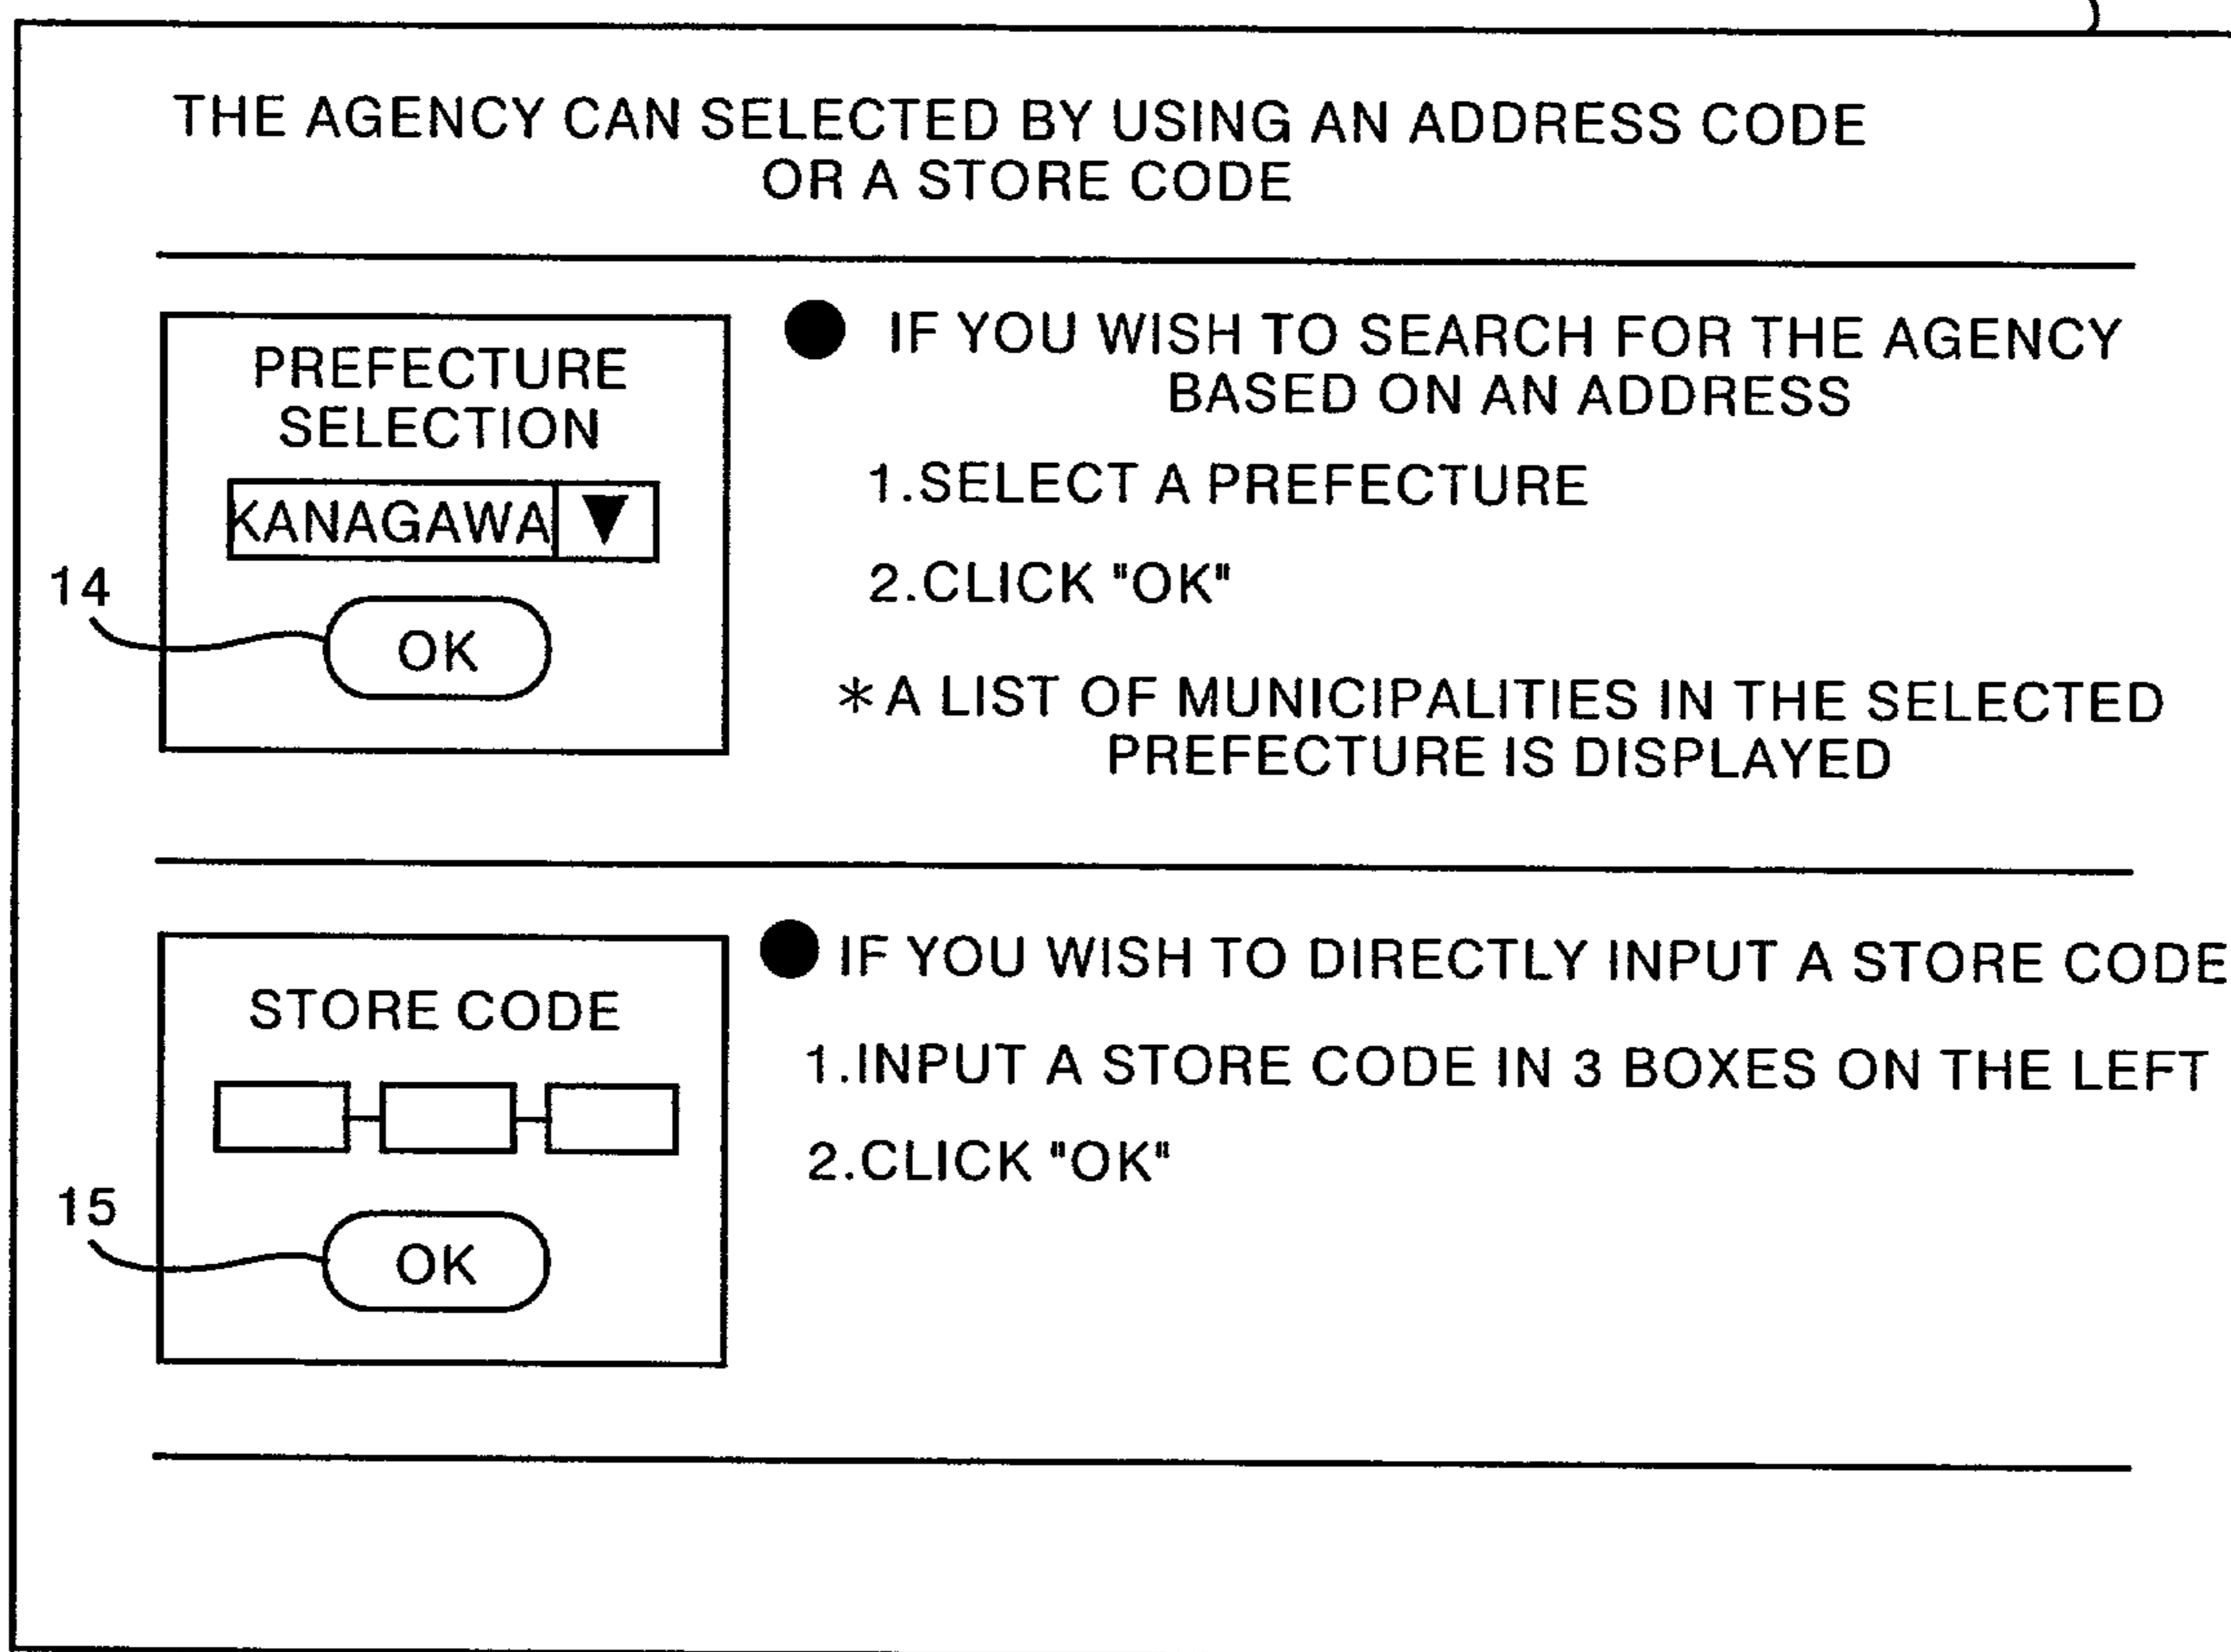 THE AGENCY CAN SELECTED BY USING AN ADDRESS CODE
OR A STORE CODE
PREFECTURE
SELECTION
KANAGAWA ▼
14
OK
● IF YOU WISH TO SEARCH FOR THE AGENCY
BASED ON AN ADDRESS
1.SELECT A PREFECTURE
2.CLICK "OK"
*A LIST OF MUNICIPALITIES IN THE SELECTED
PREFECTURE IS DISPLAYED
STORE CODE
15
OK
● IF YOU WISH TO DIRECTLY INPUT A STORE CODE
1.INPUT A STORE CODE IN 3 BOXES ON THE LEFT
2.CLICK "OK"